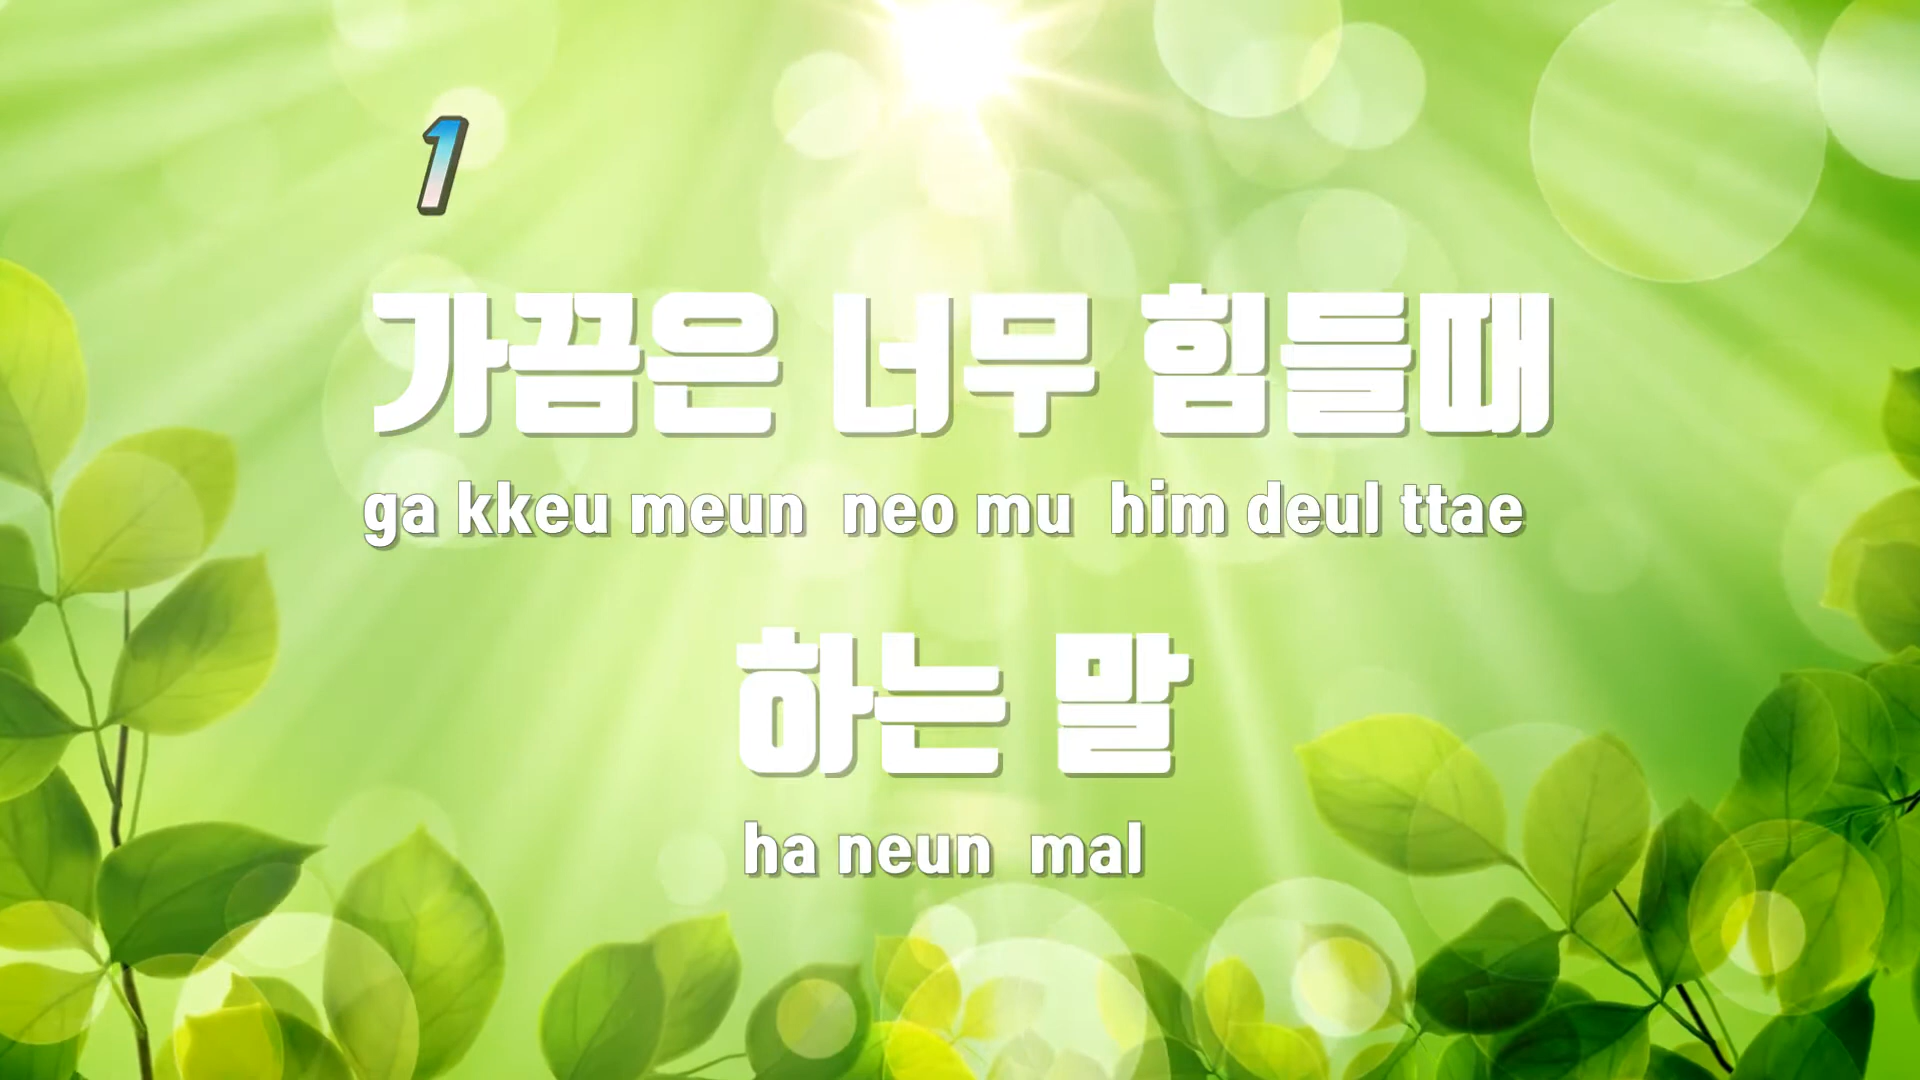 1
가끔은 너무 힘들때
ga kkeu meun neo mu him deul ttae
하는 말
ha neun mal